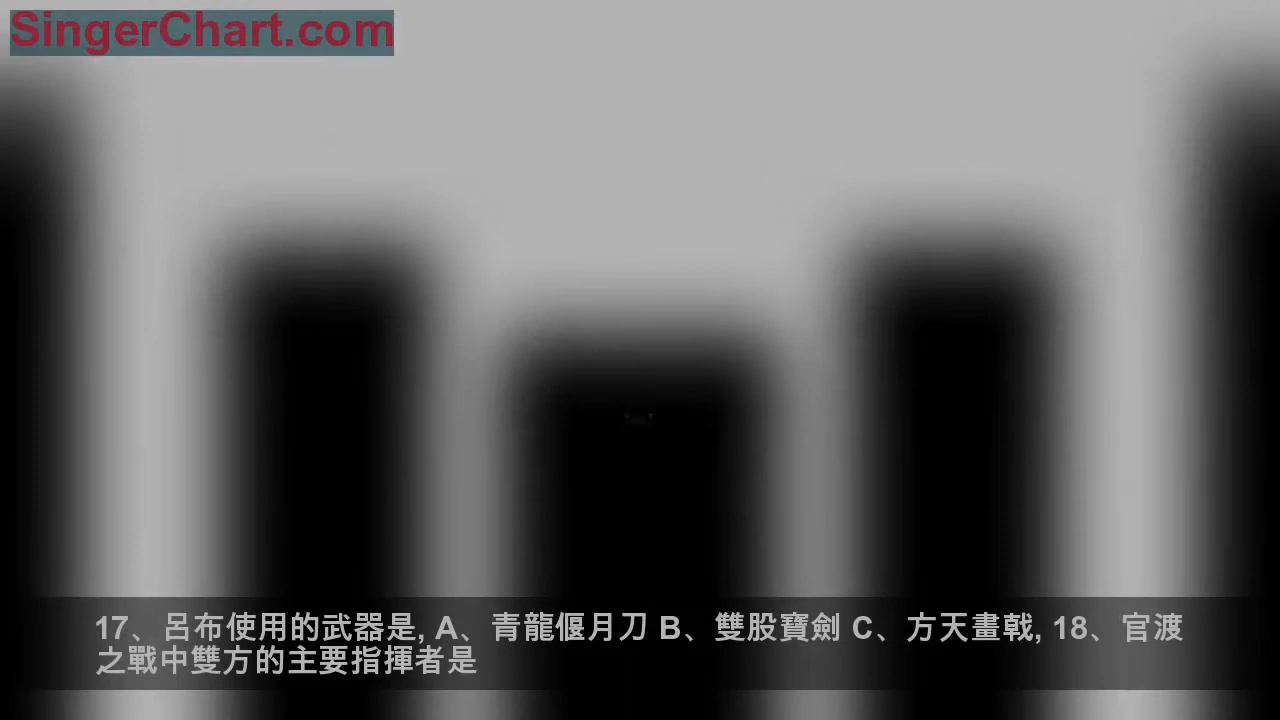 SingerChart.com
17、呂布使用的武器是, A、青龍偃月刀 B、雙股寶劍 C、方天畫戟, 18、官渡
之戰中雙方的主要指揮者是